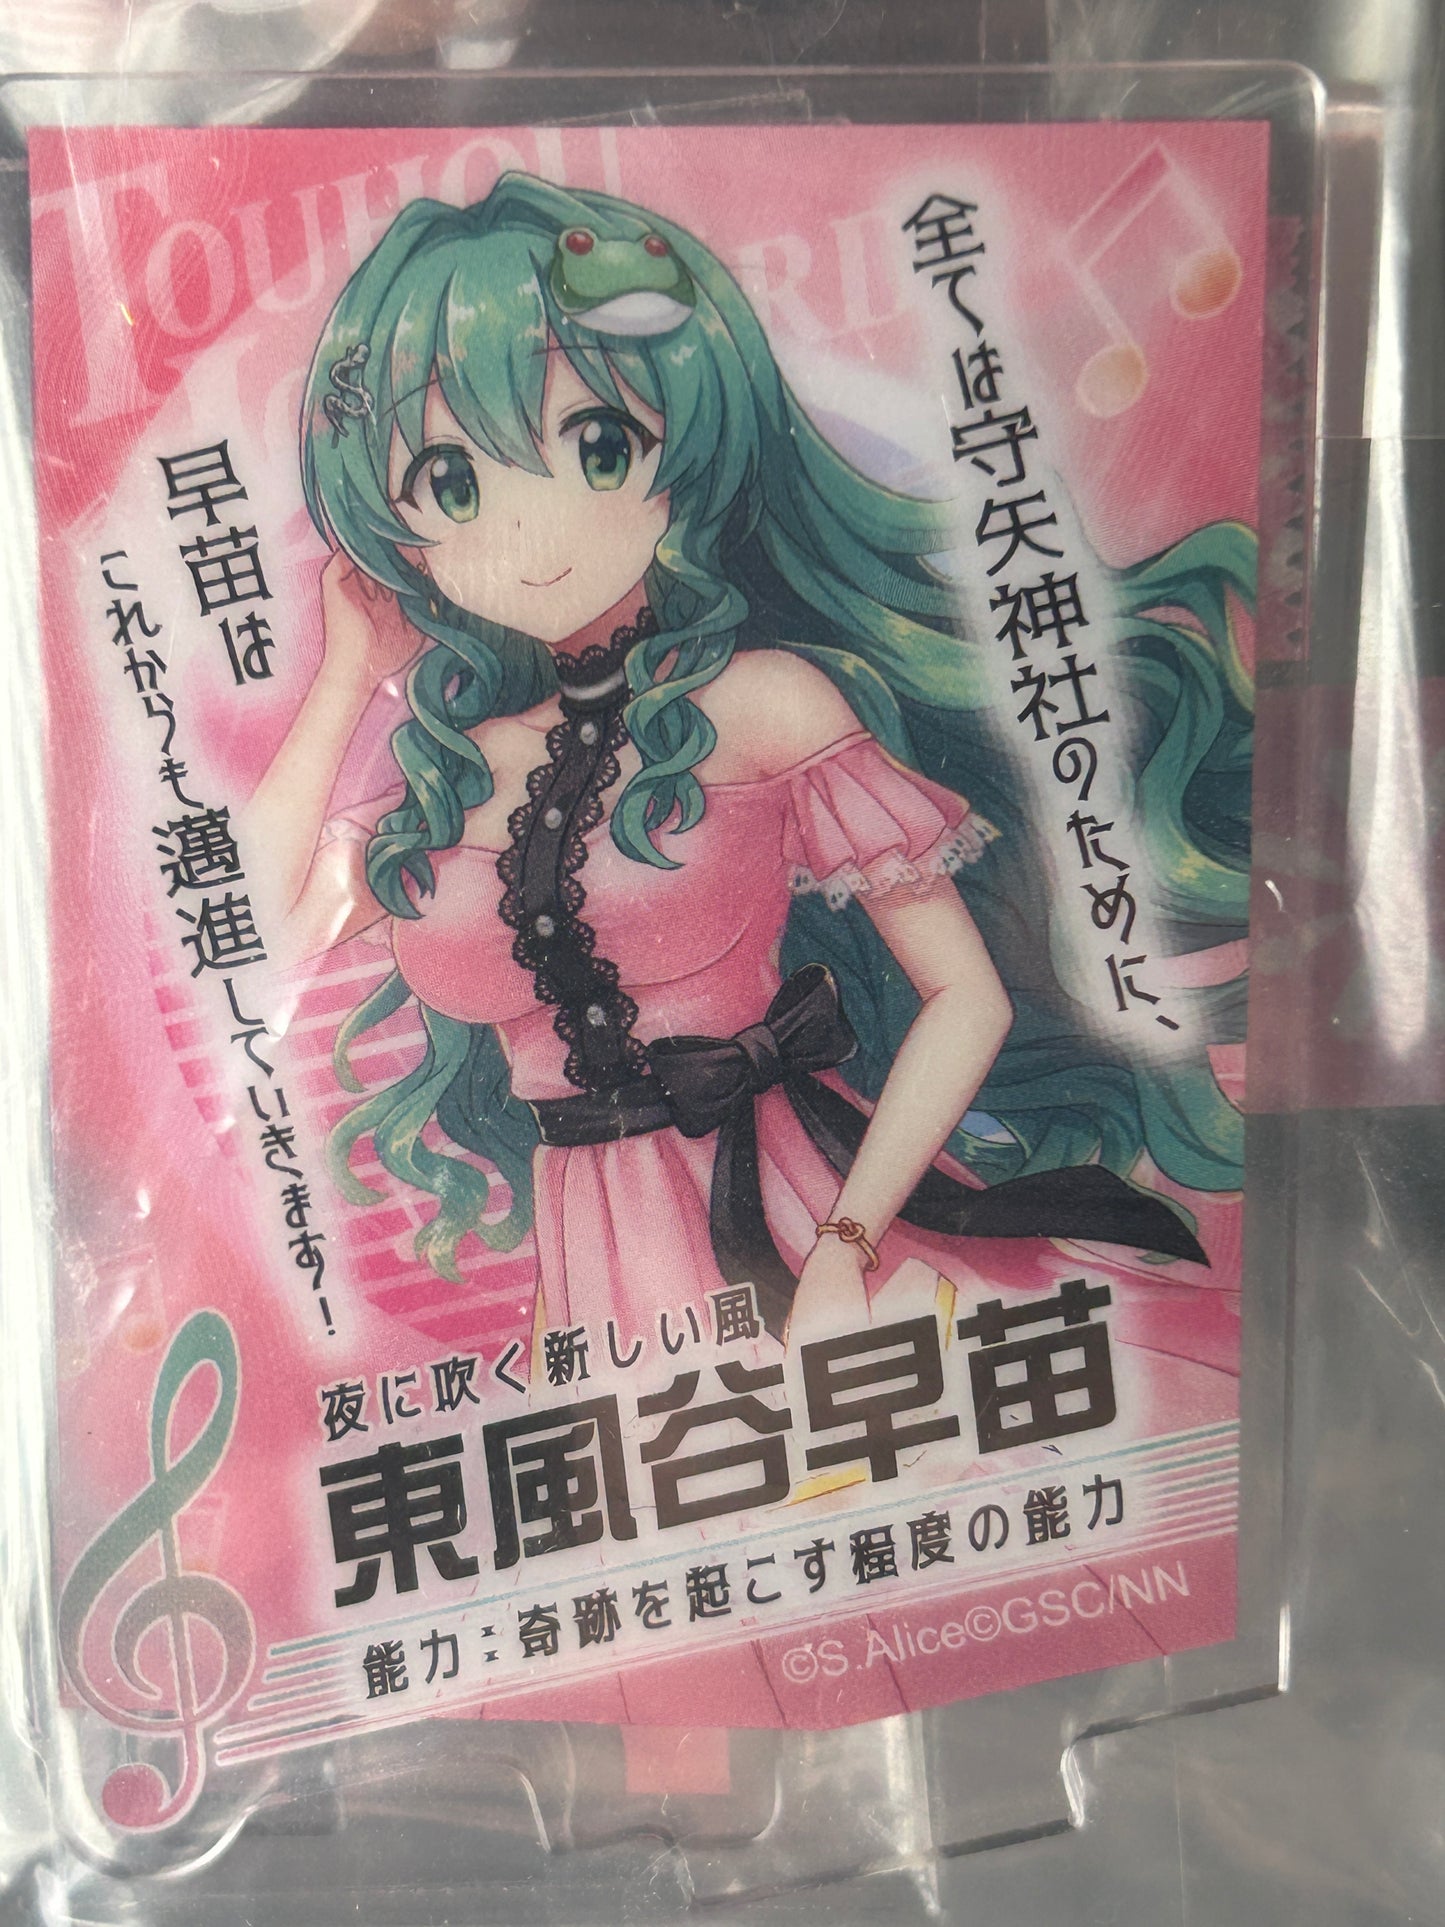 TOUHOU
全ては守矢神社のために、
早苗は
これからも邁進していきます!
夜に吹く新しい風
東風谷早苗
能力:奇跡を起こす程度の能力
©S.Alice©GSC/NN